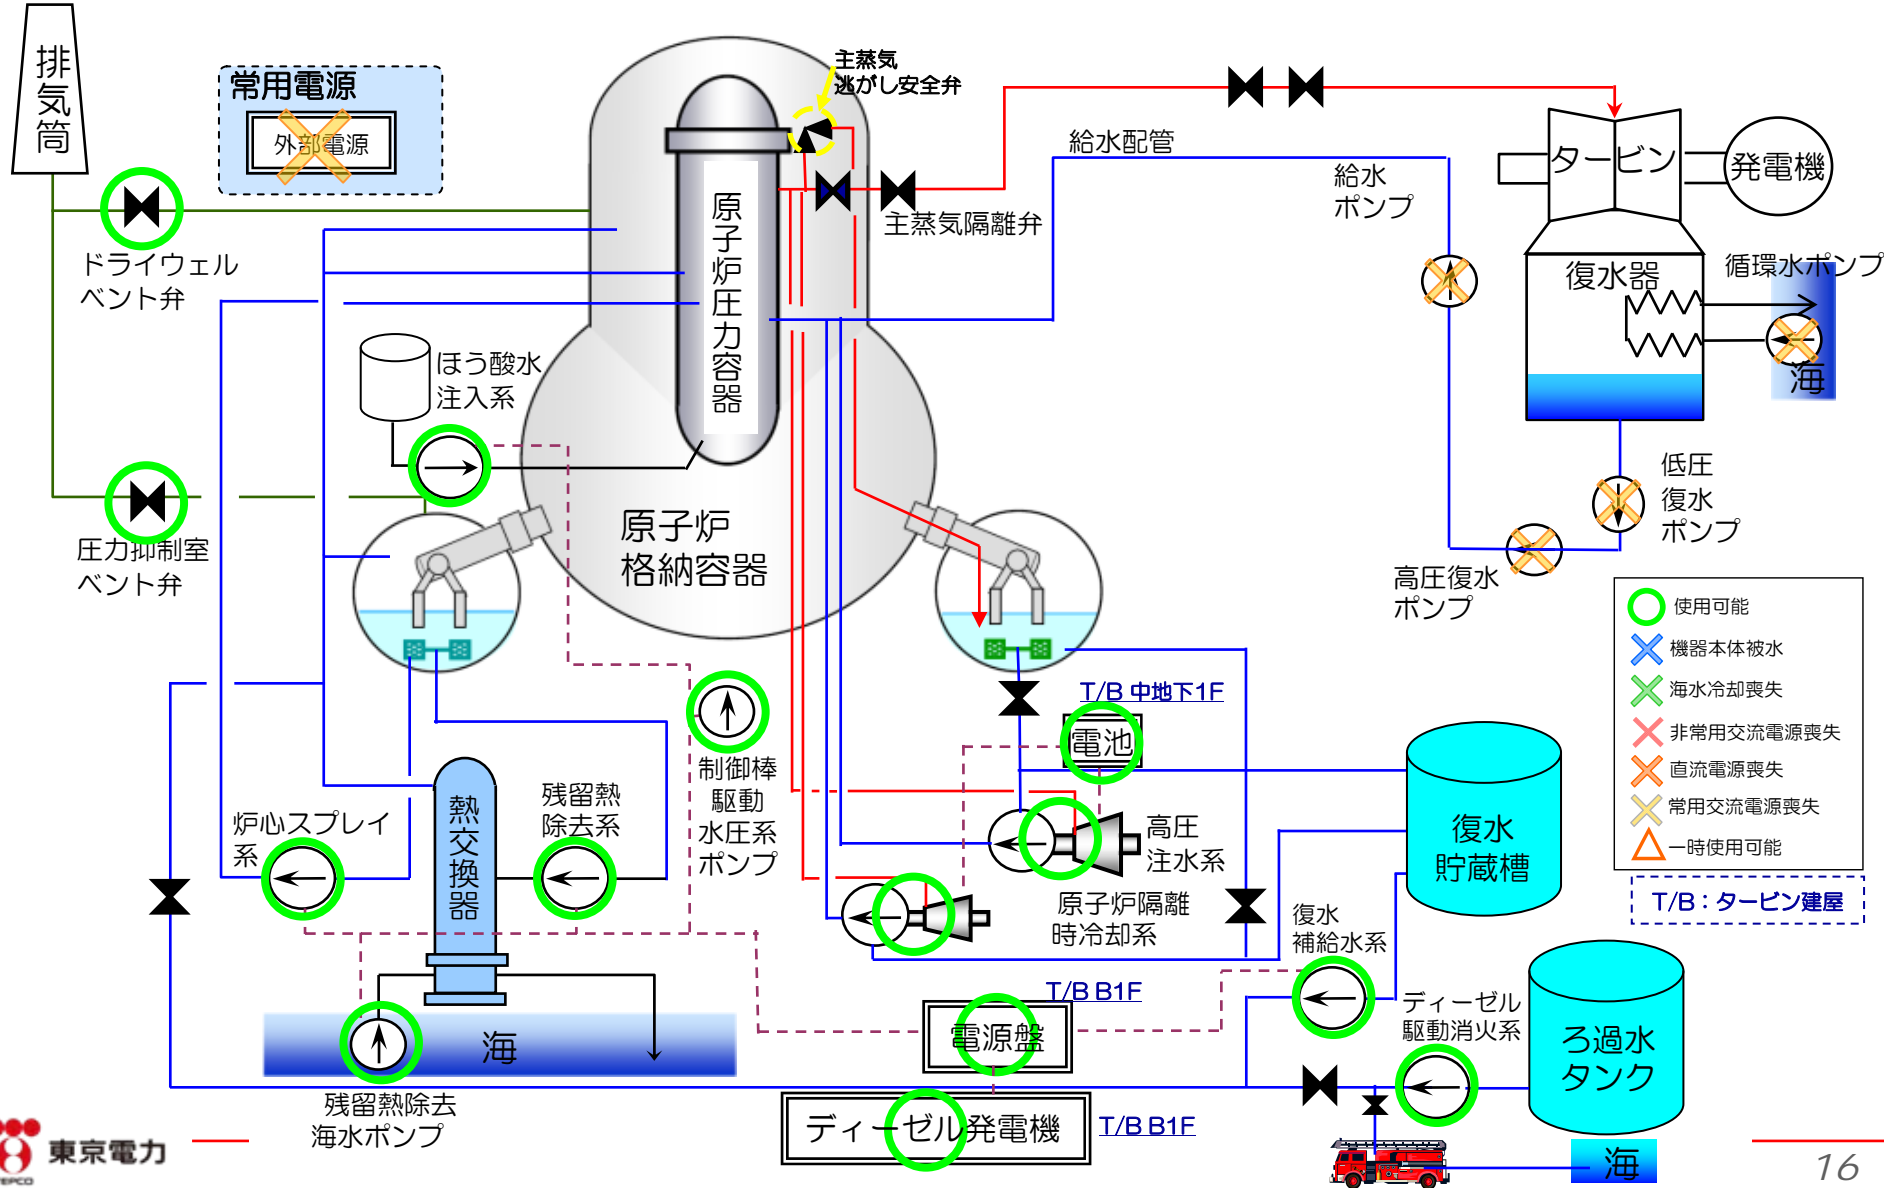 排気筒
常用電源
外部電源
主蒸気
逃がし安全弁
給水配管
給水
ポンプ
タービン
発電機
主蒸気隔離弁
原子炉圧力容器
復水器
循環水ポンプ
海
ドライウェル
ベント弁
ほう酸水
注入系
低圧
復水
ポンプ
高圧復水
ポンプ
圧力抑制室
ベント弁
原子炉
格納容器
使用可能
機器本体被水
海水冷却喪失
非常用交流電源喪失
直流電源喪失
常用交流電源喪失
一時使用可能
T/B：タービン建屋
T/B 中地下1F
電池
制御棒
駆動
水圧系
ポンプ
炉心スプレイ
系
熱交換器
残留熱
除去系
高圧
注水系
原子炉隔離
時冷却系
復水
貯蔵槽
復水
補給水系
T/B B1F
電源盤
ディーゼル
駆動消火系
ろ過水
タンク
海
残留熱除去
海水ポンプ
ディーゼル発電機
T/B B1F
海
東京電力
TEPCO
16